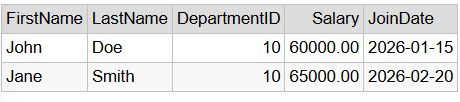 FirstName LastName DepartmentID Salary JoinDate
John Doe 10 60000.00 2026-01-15
Jane Smith 10 65000.00 2026-02-20